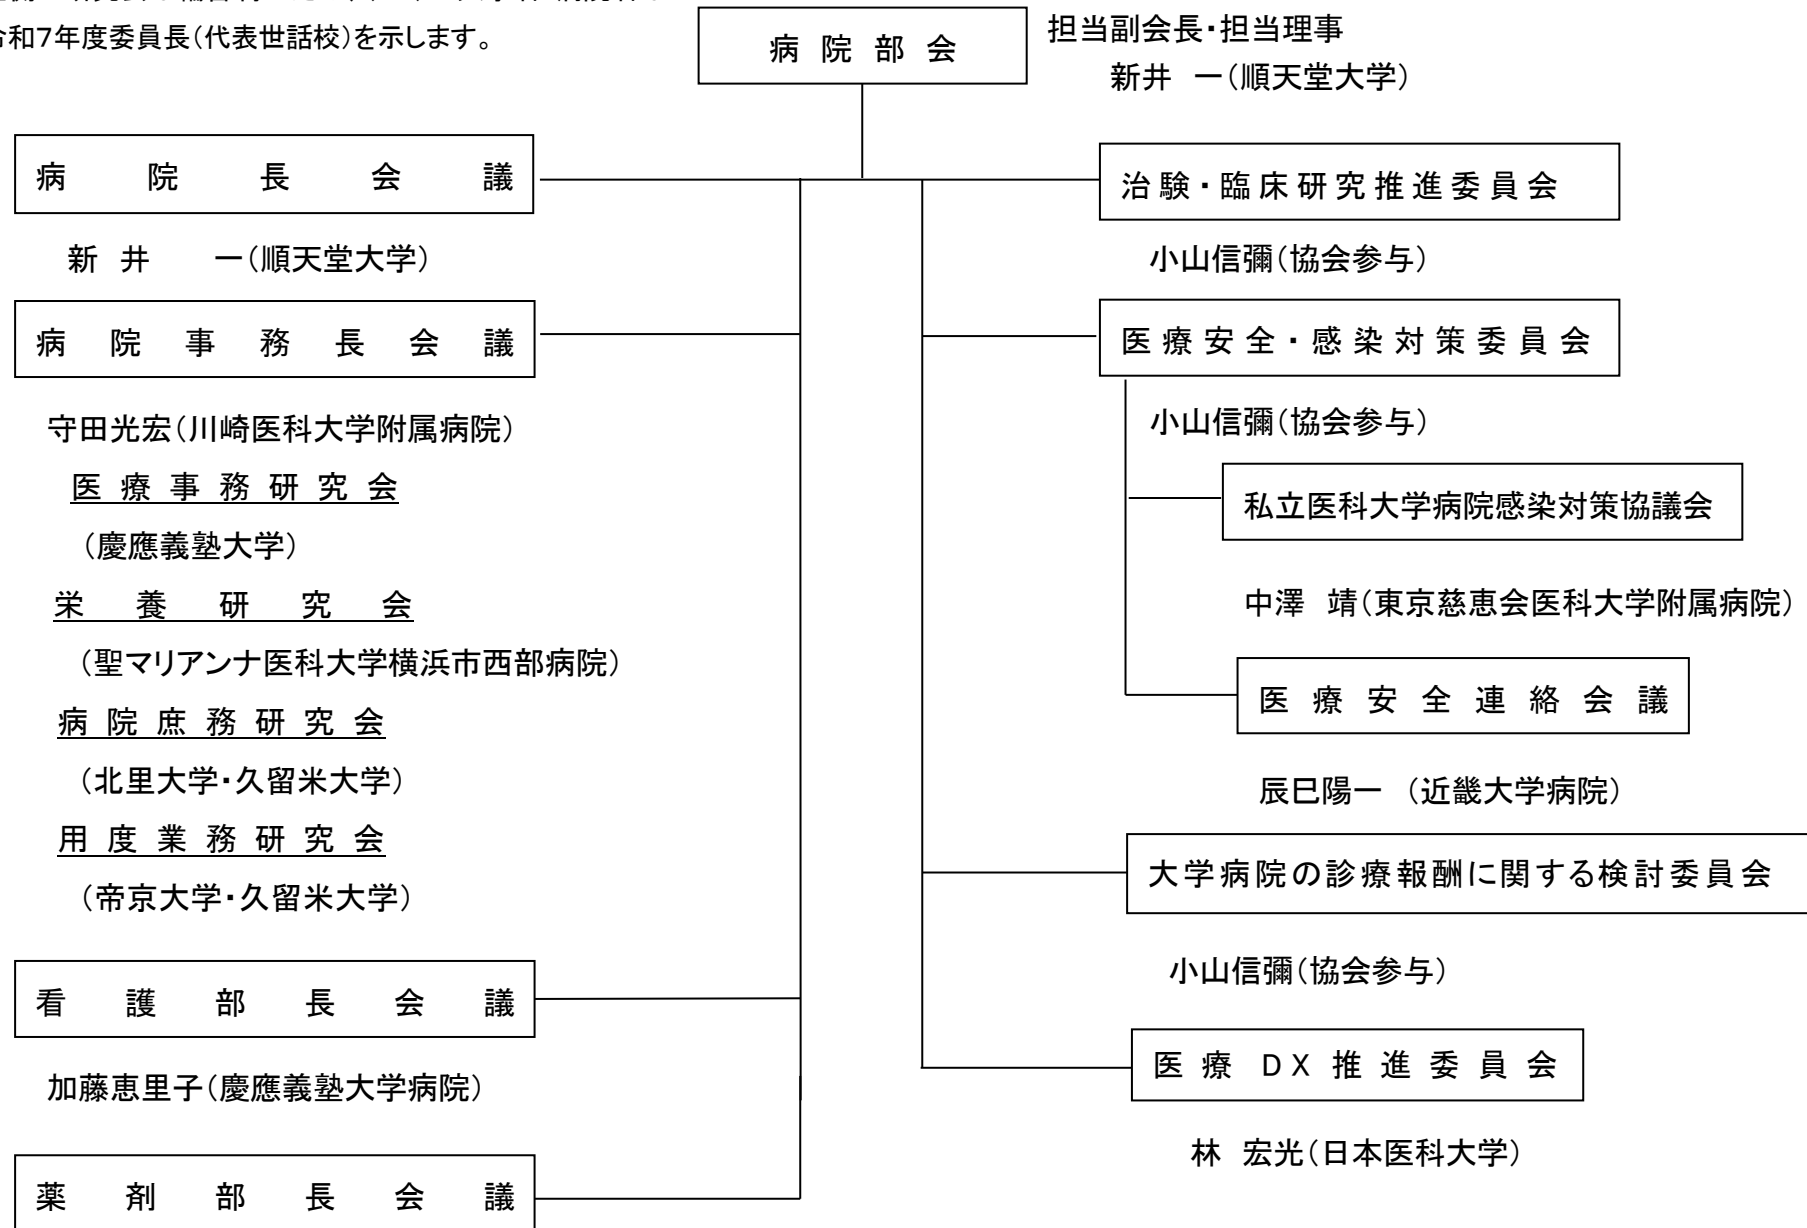 令和7年度委員長(代表世話校)を示します。
病院部会
担当副会長・担当理事
新井 一(順天堂大学)
病院長会議
新井 一(順天堂大学)
病院事務長会議
守田光宏(川崎医科大学附属病院)
医療事務研究会
(慶應義塾大学)
栄養研究会
(聖マリアンナ医科大学横浜市西部病院)
病院庶務研究会
(北里大学・久留米大学)
用度業務研究会
(帝京大学・久留米大学)
看護部長会議
加藤恵里子(慶應義塾大学病院)
薬剤部長会議
治験・臨床研究推進委員会
小山信彌(協会参与)
医療安全・感染対策委員会
小山信彌(協会参与)
私立医科大学病院感染対策協議会
中澤 靖(東京慈恵会医科大学附属病院)
医療安全連絡会議
辰巳陽一 (近畿大学病院)
大学病院の診療報酬に関する検討委員会
小山信彌(協会参与)
医療DX推進委員会
林 宏光(日本医科大学)